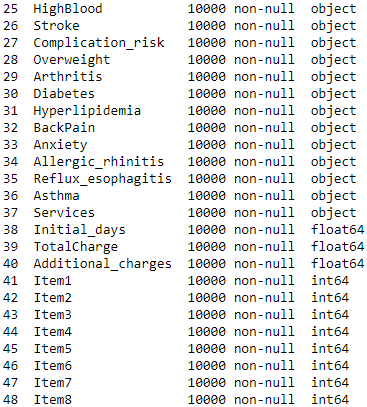 25 HighBlood 10000 non-null object
26 Stroke 10000 non-null object
27 Complication_risk 10000 non-null object
28 Overweight 10000 non-null object
29 Arthritis 10000 non-null object
30 Diabetes 10000 non-null object
31 Hyperlipidemia 10000 non-null object
32 BackPain 10000 non-null object
33 Anxiety 10000 non-null object
34 Allergic_rhinitis 10000 non-null object
35 Reflux_esophagitis 10000 non-null object
36 Asthma 10000 non-null object
37 Services 10000 non-null object
38 Initial_days 10000 non-null float64
39 TotalCharge 10000 non-null float64
40 Additional_charges 10000 non-null float64
41 Item1 10000 non-null int64
42 Item2 10000 non-null int64
43 Item3 10000 non-null int64
44 Item4 10000 non-null int64
45 Item5 10000 non-null int64
46 Item6 10000 non-null int64
47 Item7 10000 non-null int64
48 Item8 10000 non-null int64